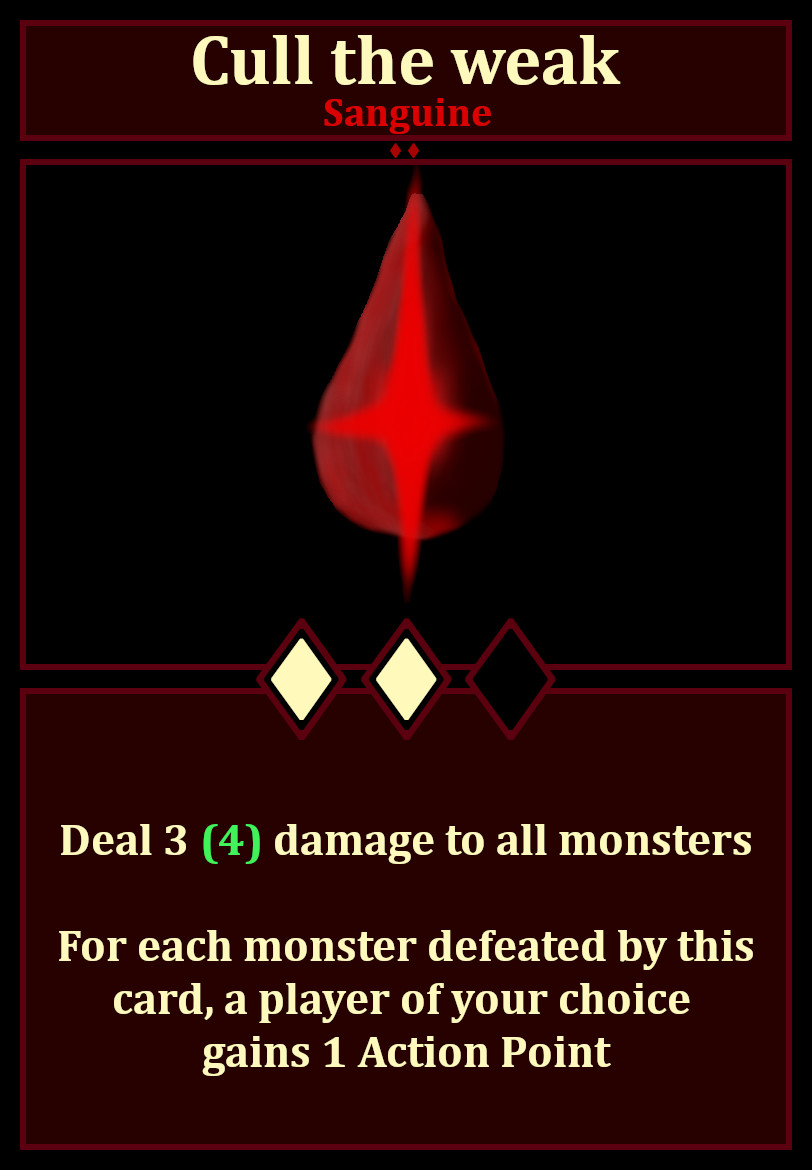 Cull the weak
Sanguine
Deal 3 (4) damage to all monsters
For each monster defeated by this
card, a player of your choice
gains 1 Action Point